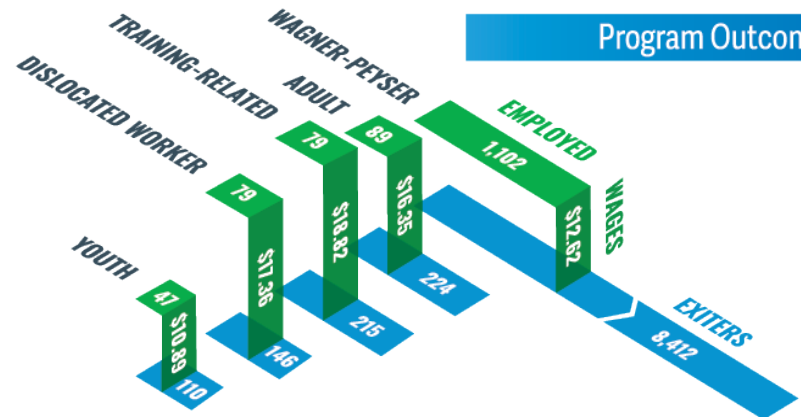 Program Outcom
WAGNER-PEYSER
TRAINING-RELATED
ADULT
DISLOCATED WORKER
YOUTH
EMPLOYED
WAGES
EXITERS
1,102
$12.62
8,412
89
$16.35
224
79
$18.82
215
79
$17.36
146
47
$10.89
110